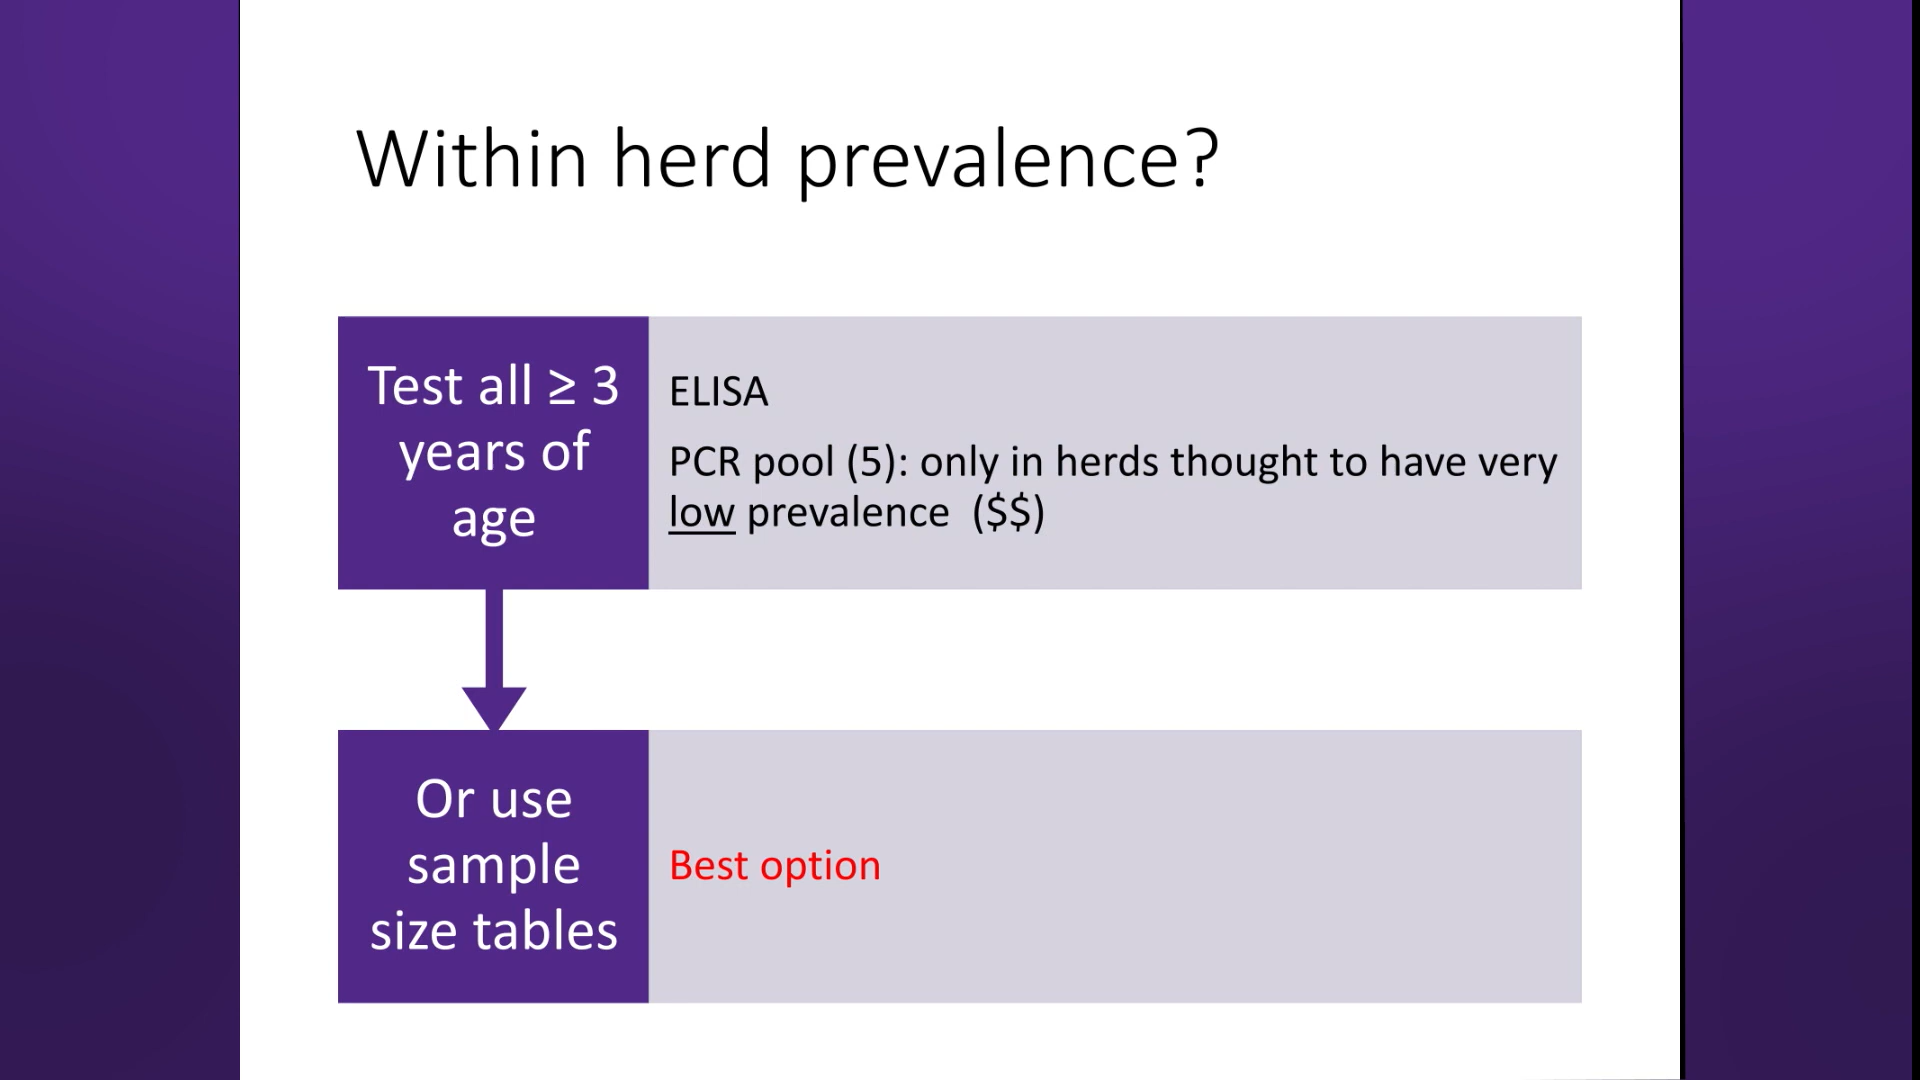 Within herd prevalence?
Test all ≥ 3
years of
age
ELISA
PCR pool (5): only in herds thought to have very
low prevalence ($$)
Or use
sample
size tables
Best option